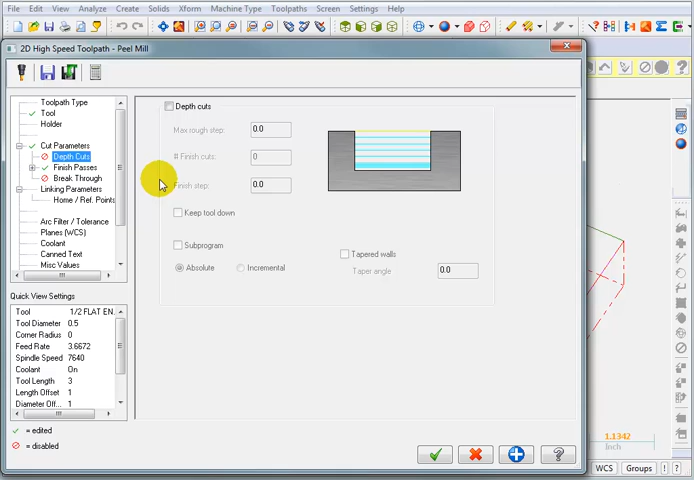 File Edit View Analyze Create Solids Xform Machine Type Toolpaths Screen Settings Help
2D High Speed Toolpath - Peel Mill
Toolpath Type
Tool
Holder
Cut Parameters
Depth Cuts
Finish Passes
Break Through
Linking Parameters
Home / Ref. Points
Arc Filter / Tolerance
Planes (WCS)
Coolant
Canned Text
Misc Values
Depth cuts
Max rough step: 0.0
# Finish cuts: 0
Finish step: 0.0
Keep tool down
Subprogram
Absolute Incremental
Tapered walls
Taper angle 0.0
Quick View Settings
Tool 1/2 FLAT EN...
Tool Diameter 0.5
Corner Radius 0
Feed Rate 3.6672
Spindle Speed 7640
Coolant On
Tool Length 3
Length Offset 1
Diameter Off... 1
= edited
= disabled
1.1342
Inch
WCS Groups ! ?